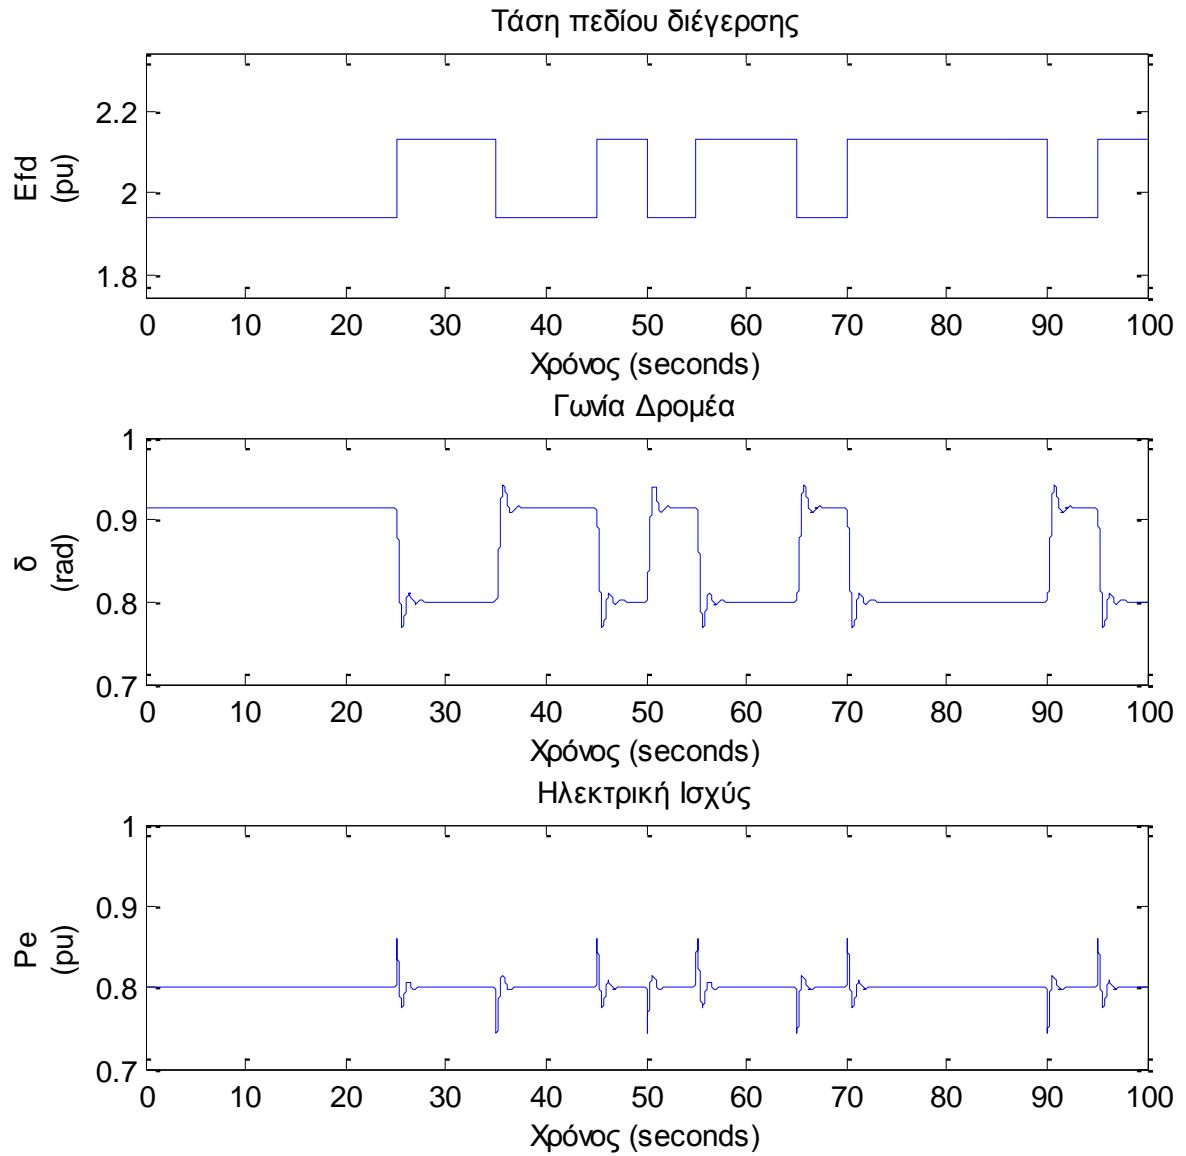 Τάση πεδίου διέγερσης
2.2
2
1.8
Efd
(pu)
0 10 20 30 40 50 60 70 80 90 100
Χρόνος (seconds)
Γωνία Δρομέα
1
0.9
0.8
0.7
δ
(rad)
0 10 20 30 40 50 60 70 80 90 100
Χρόνος (seconds)
Ηλεκτρική Ισχύς
1
0.9
0.8
0.7
Pe
(pu)
0 10 20 30 40 50 60 70 80 90 100
Χρόνος (seconds)